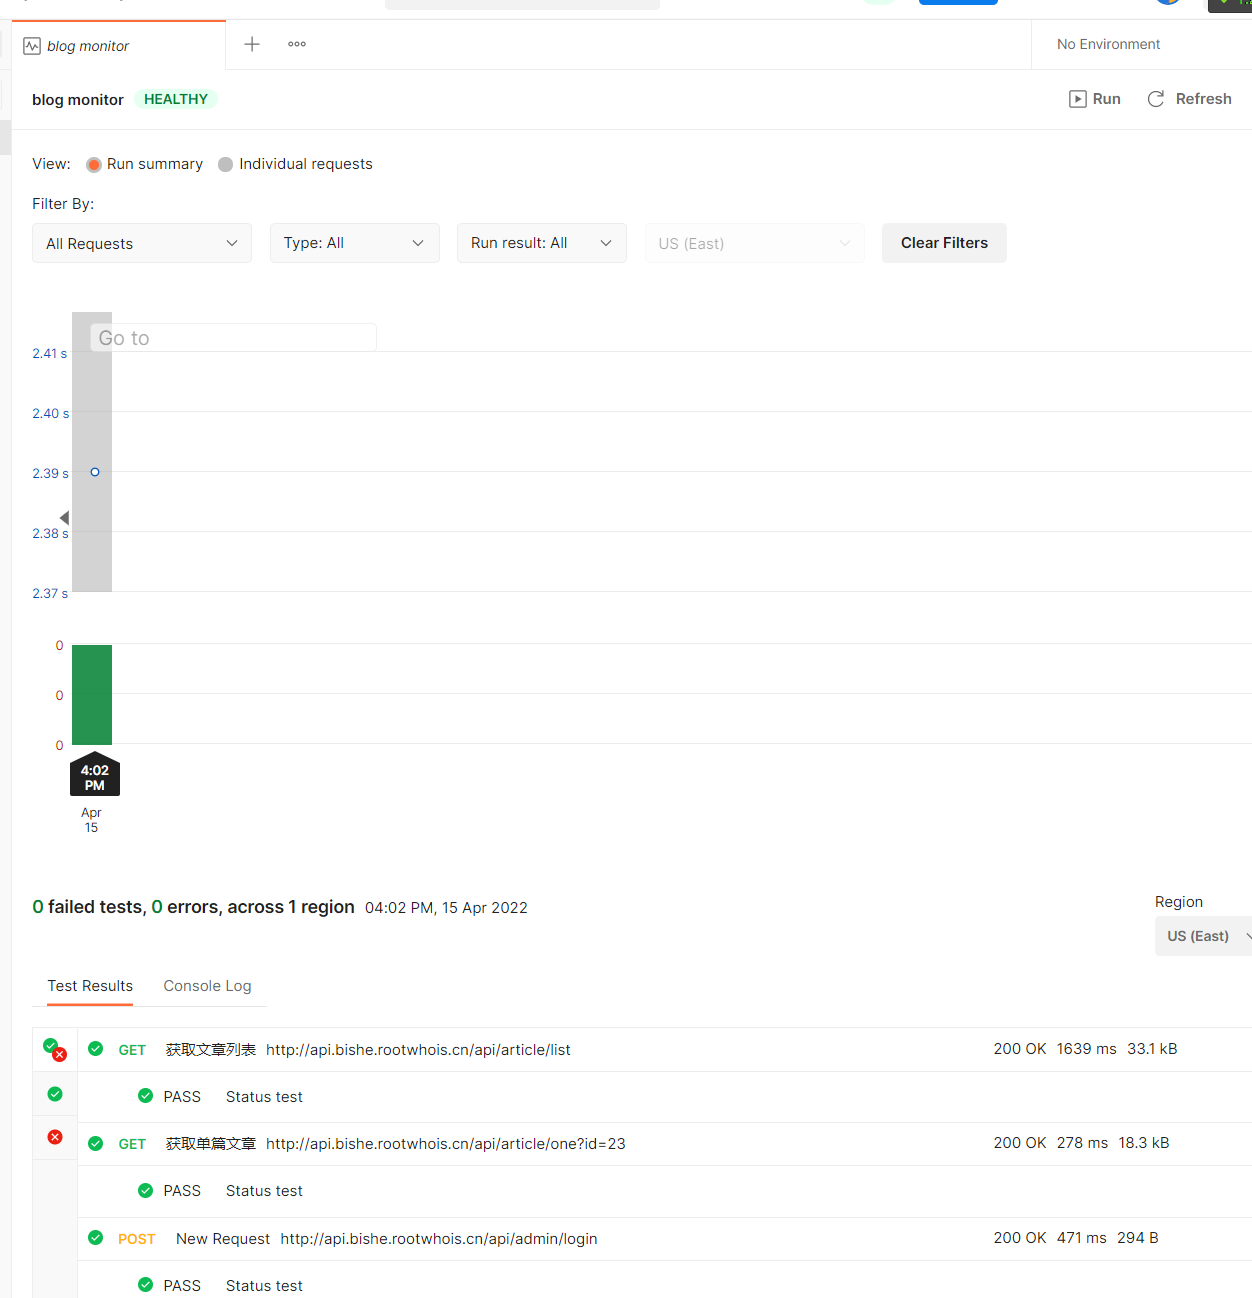 blog monitor
No Environment
blog monitor HEALTHY
Run Refresh
View: Run summary Individual requests
Filter By:
All Requests Type: All Run result: All US (East) Clear Filters
Go to
2.41 s
2.40 s
2.39 s
2.38 s
2.37 s
0
0
0
4:02
PM
Apr
15
Region
0 failed tests, 0 errors, across 1 region 04:02 PM, 15 Apr 2022
US (East)
Test Results Console Log
GET 获取文章列表 http://api.bishe.rootwhois.cn/api/article/list 200 OK 1639 ms 33.1 kB
PASS Status test
GET 获取单篇文章 http://api.bishe.rootwhois.cn/api/article/one?id=23 200 OK 278 ms 18.3 kB
PASS Status test
POST New Request http://api.bishe.rootwhois.cn/api/admin/login 200 OK 471 ms 294 B
PASS Status test